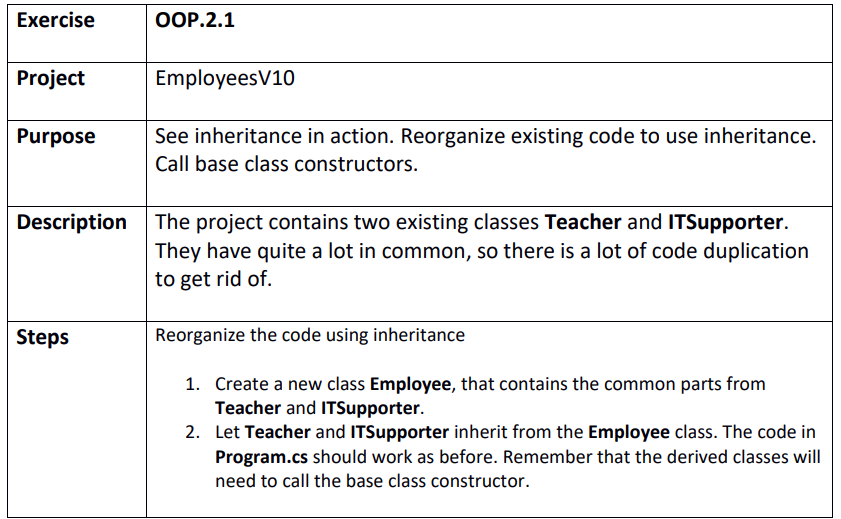 Exercise
OOP.2.1
Project
EmployeesV10
Purpose
See inheritance in action. Reorganize existing code to use inheritance.
Call base class constructors.
Description
The project contains two existing classes Teacher and ITSupporter.
They have quite a lot in common, so there is a lot of code duplication
to get rid of.
Steps
Reorganize the code using inheritance
1. Create a new class Employee, that contains the common parts from
Teacher and ITSupporter.
2. Let Teacher and ITSupporter inherit from the Employee class. The code in
Program.cs should work as before. Remember that the derived classes will
need to call the base class constructor.